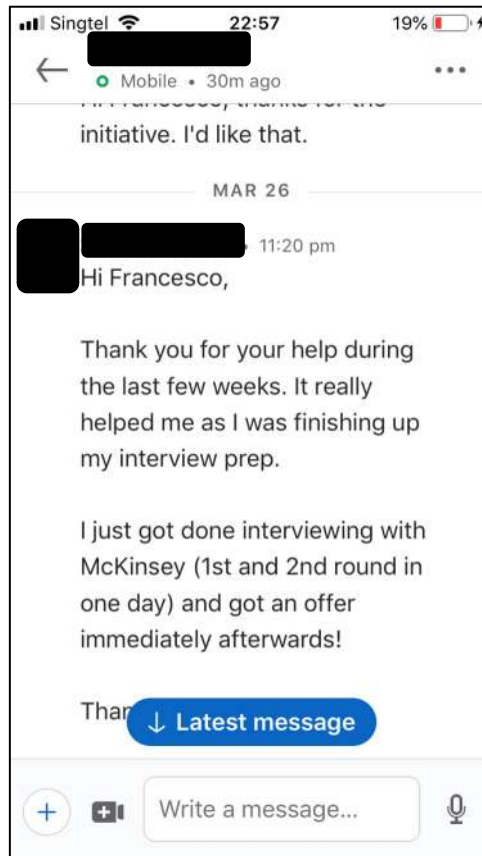 Singtel 22:57 19%
Mobile • 30m ago
initiative. I'd like that.
MAR 26
11:20 pm
Hi Francesco,
Thank you for your help during
the last few weeks. It really
helped me as I was finishing up
my interview prep.
I just got done interviewing with
McKinsey (1st and 2nd round in
one day) and got an offer
immediately afterwards!
↓ Latest message
Write a message...